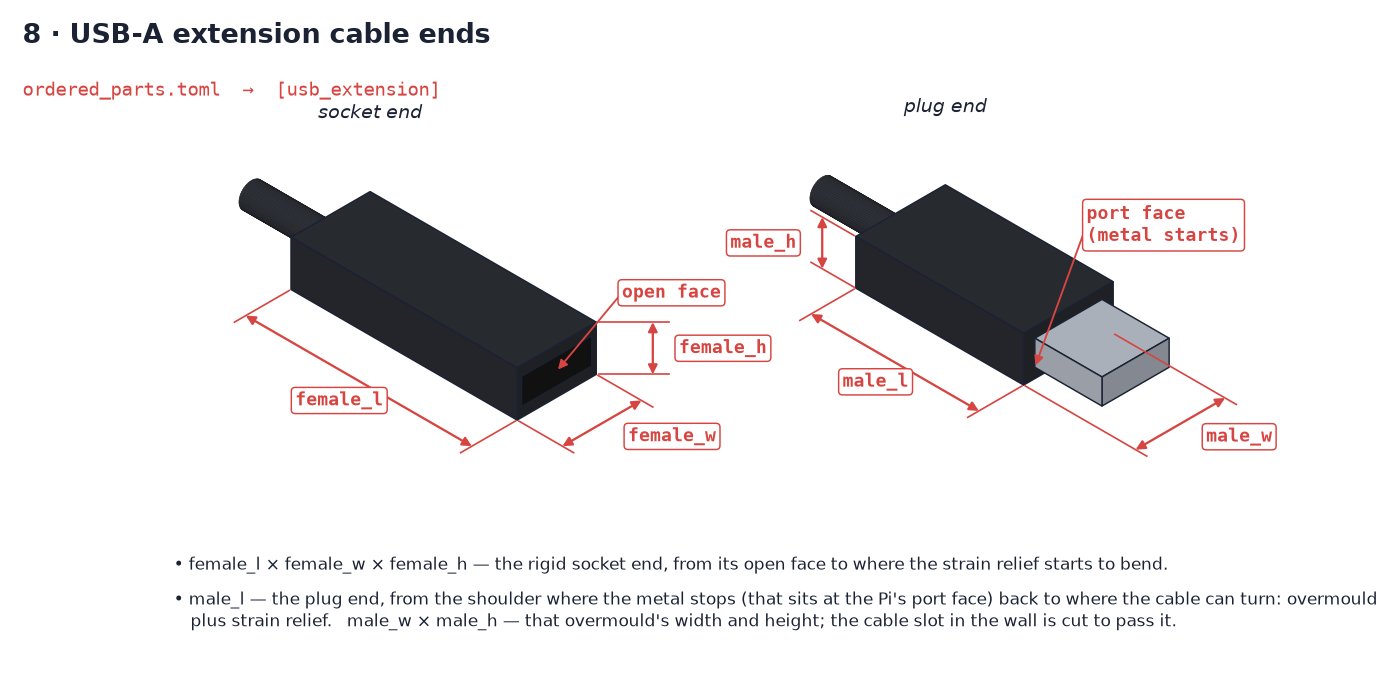 8 · USB-A extension cable ends
ordered_parts.toml → [usb_extension]
socket end
plug end
port face
(metal starts)
male_h
open face
female_h
male_l
female_l
female_w
male_w
• female_l × female_w × female_h — the rigid socket end, from its open face to where the strain relief starts to bend.
• male_l — the plug end, from the shoulder where the metal stops (that sits at the Pi's port face) back to where the cable can turn: overmould
plus strain relief.   male_w × male_h — that overmould's width and height; the cable slot in the wall is cut to pass it.